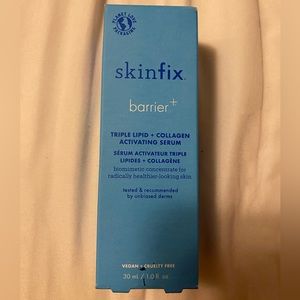 PLANET LOVE
PACKAGING
skinfix
barrier+
TRIPLE LIPID + COLLAGEN
ACTIVATING SERUM
SÉRUM ACTIVATEUR TRIPLE
LIPIDES + COLLAGÈNE
biomimetic concentrate for
radically healthier-looking skin
tested & recommended
by unbiased derms
VEGAN + CRUELTY FREE
30 ml / 1.0 fl oz